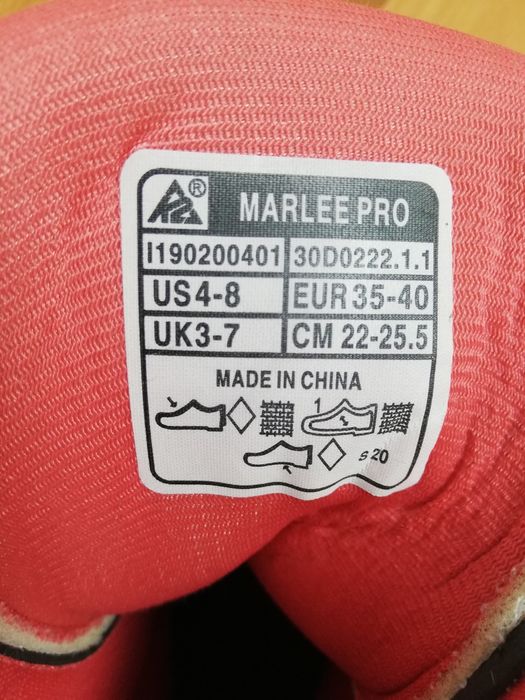 K2® MARLEE PRO
I190200401 30D0222.1.1
US4-8 EUR35-40
UK3-7 CM 22-25.5
MADE IN CHINA
1
S 20